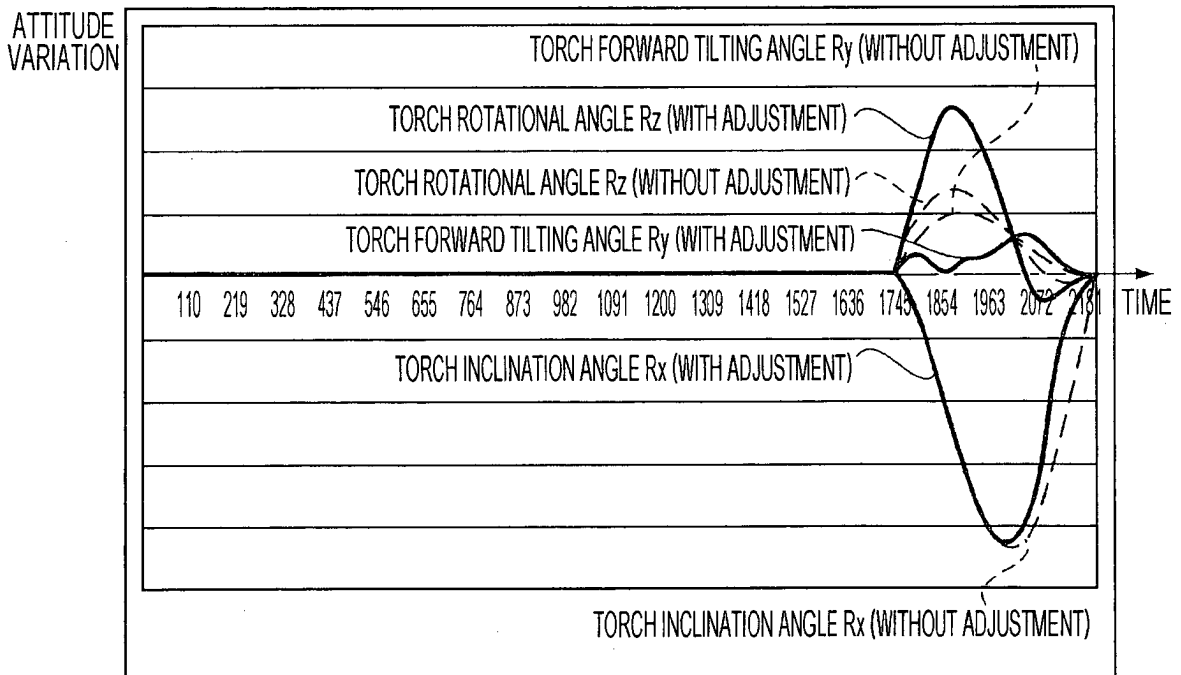 ATTITUDE
VARIATION
TORCH FORWARD TILTING ANGLE Ry (WITHOUT ADJUSTMENT)
TORCH ROTATIONAL ANGLE Rz (WITH ADJUSTMENT)
TORCH ROTATIONAL ANGLE Rz (WITHOUT ADJUSTMENT)
TORCH FORWARD TILTING ANGLE Ry (WITH ADJUSTMENT)
110 219 328 437 546 655 764 873 982 1091 1200 1309 1418 1527 1636 1745 1854 1963 2072 2181 TIME
TORCH INCLINATION ANGLE Rx (WITH ADJUSTMENT)
TORCH INCLINATION ANGLE Rx (WITHOUT ADJUSTMENT)